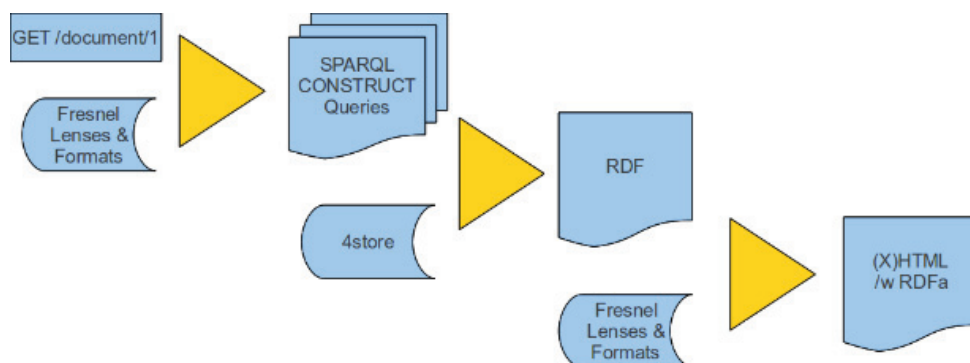 GET /document/1
Fresnel
Lenses &
Formats
SPARQL
CONSTRUCT
Queries
4store
RDF
Fresnel
Lenses &
Formats
(X)HTML
/w RDFa